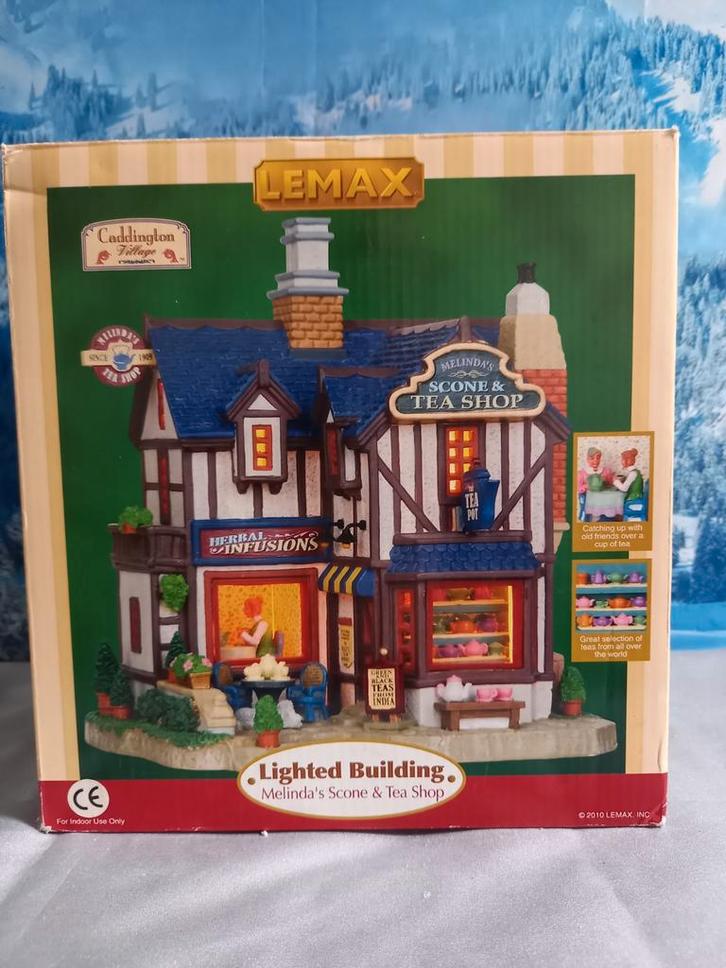 LEMAX
Caddington
Village
MELINDA'S
SINCE 1909
TEA SHOP
MELINDA'S
SCONE &
TEA SHOP
TEA
POT
HERBAL
INFUSIONS
Catching up with
old friends over a
cup of tea
Great selection of
teas from all over
the world
GREEN
BLACK
TEAS
FROM
INDIA
Lighted Building
Melinda's Scone & Tea Shop
CE
For Indoor Use Only
© 2010 LEMAX, INC